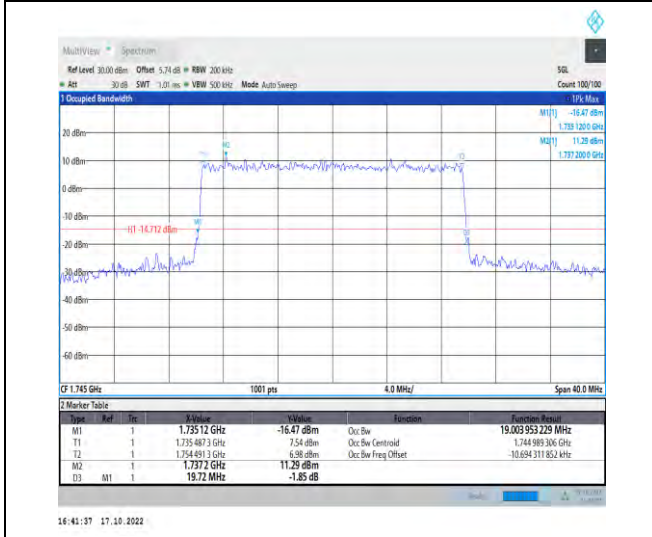 MultiView Spectrum
Ref Level 30.00 dBm Offset 5.74 dB RBW 200 kHz SGL
Att 30 dB SWT 1.01 ms VBW 500 kHz Mode Auto Sweep Count 100/100
1 Occupied Bandwidth 1Pk Max
M1[1] -16.47 dBm
1.735 120 0 GHz
M2[1] 11.29 dBm
1.737 200 0 GHz
20 dBm
M2
10 dBm
0 dBm
-10 dBm
H1 -14.712 dBm
-20 dBm
-30 dBm
-40 dBm
-50 dBm
-60 dBm
CF 1.745 GHz 1001 pts 4.0 MHz/ Span 40.0 MHz
2 Marker Table
Type Ref Trc X-Value Y-Value Function Function Result
M1 1 1.735 12 GHz -16.47 dBm Occ Bw 19.003 953 229 MHz
T1 1 1.735 487 3 GHz 7.54 dBm Occ Bw Centroid 1.744 989 306 GHz
T2 1 1.754 491 3 GHz 6.98 dBm Occ Bw Freq Offset -10.694 311 852 kHz
M2 1 1.737 2 GHz 11.29 dBm
D3 M1 1 19.72 MHz -1.85 dB
16:41:37 17.10.2022